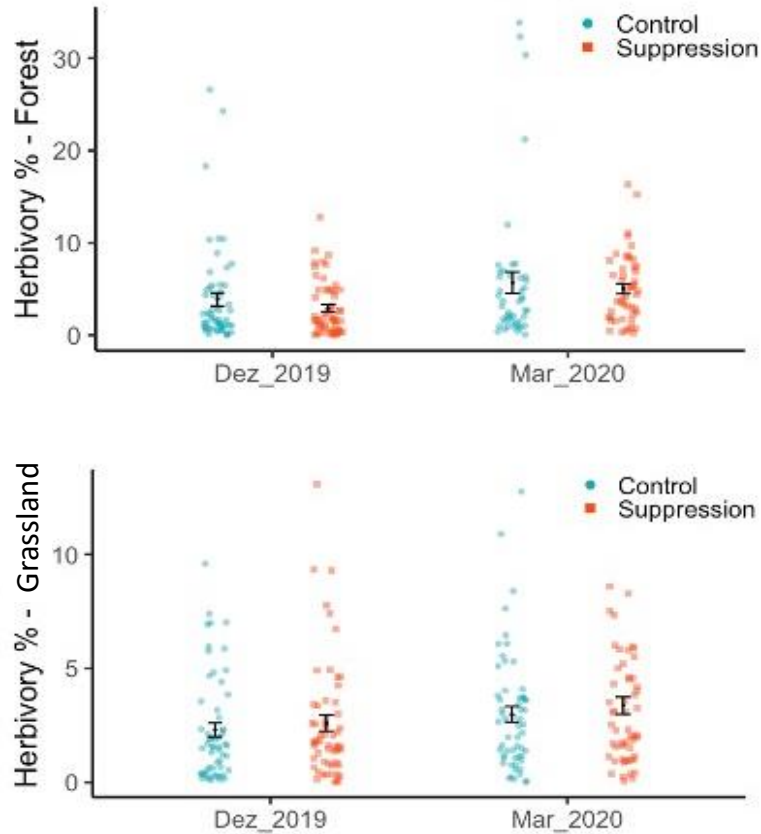 Herbivory % - Forest
30
20
10
0
Control
Suppression
Dez_2019
Mar_2020
Herbivory % - Grassland
10
5
0
Control
Suppression
Dez_2019
Mar_2020